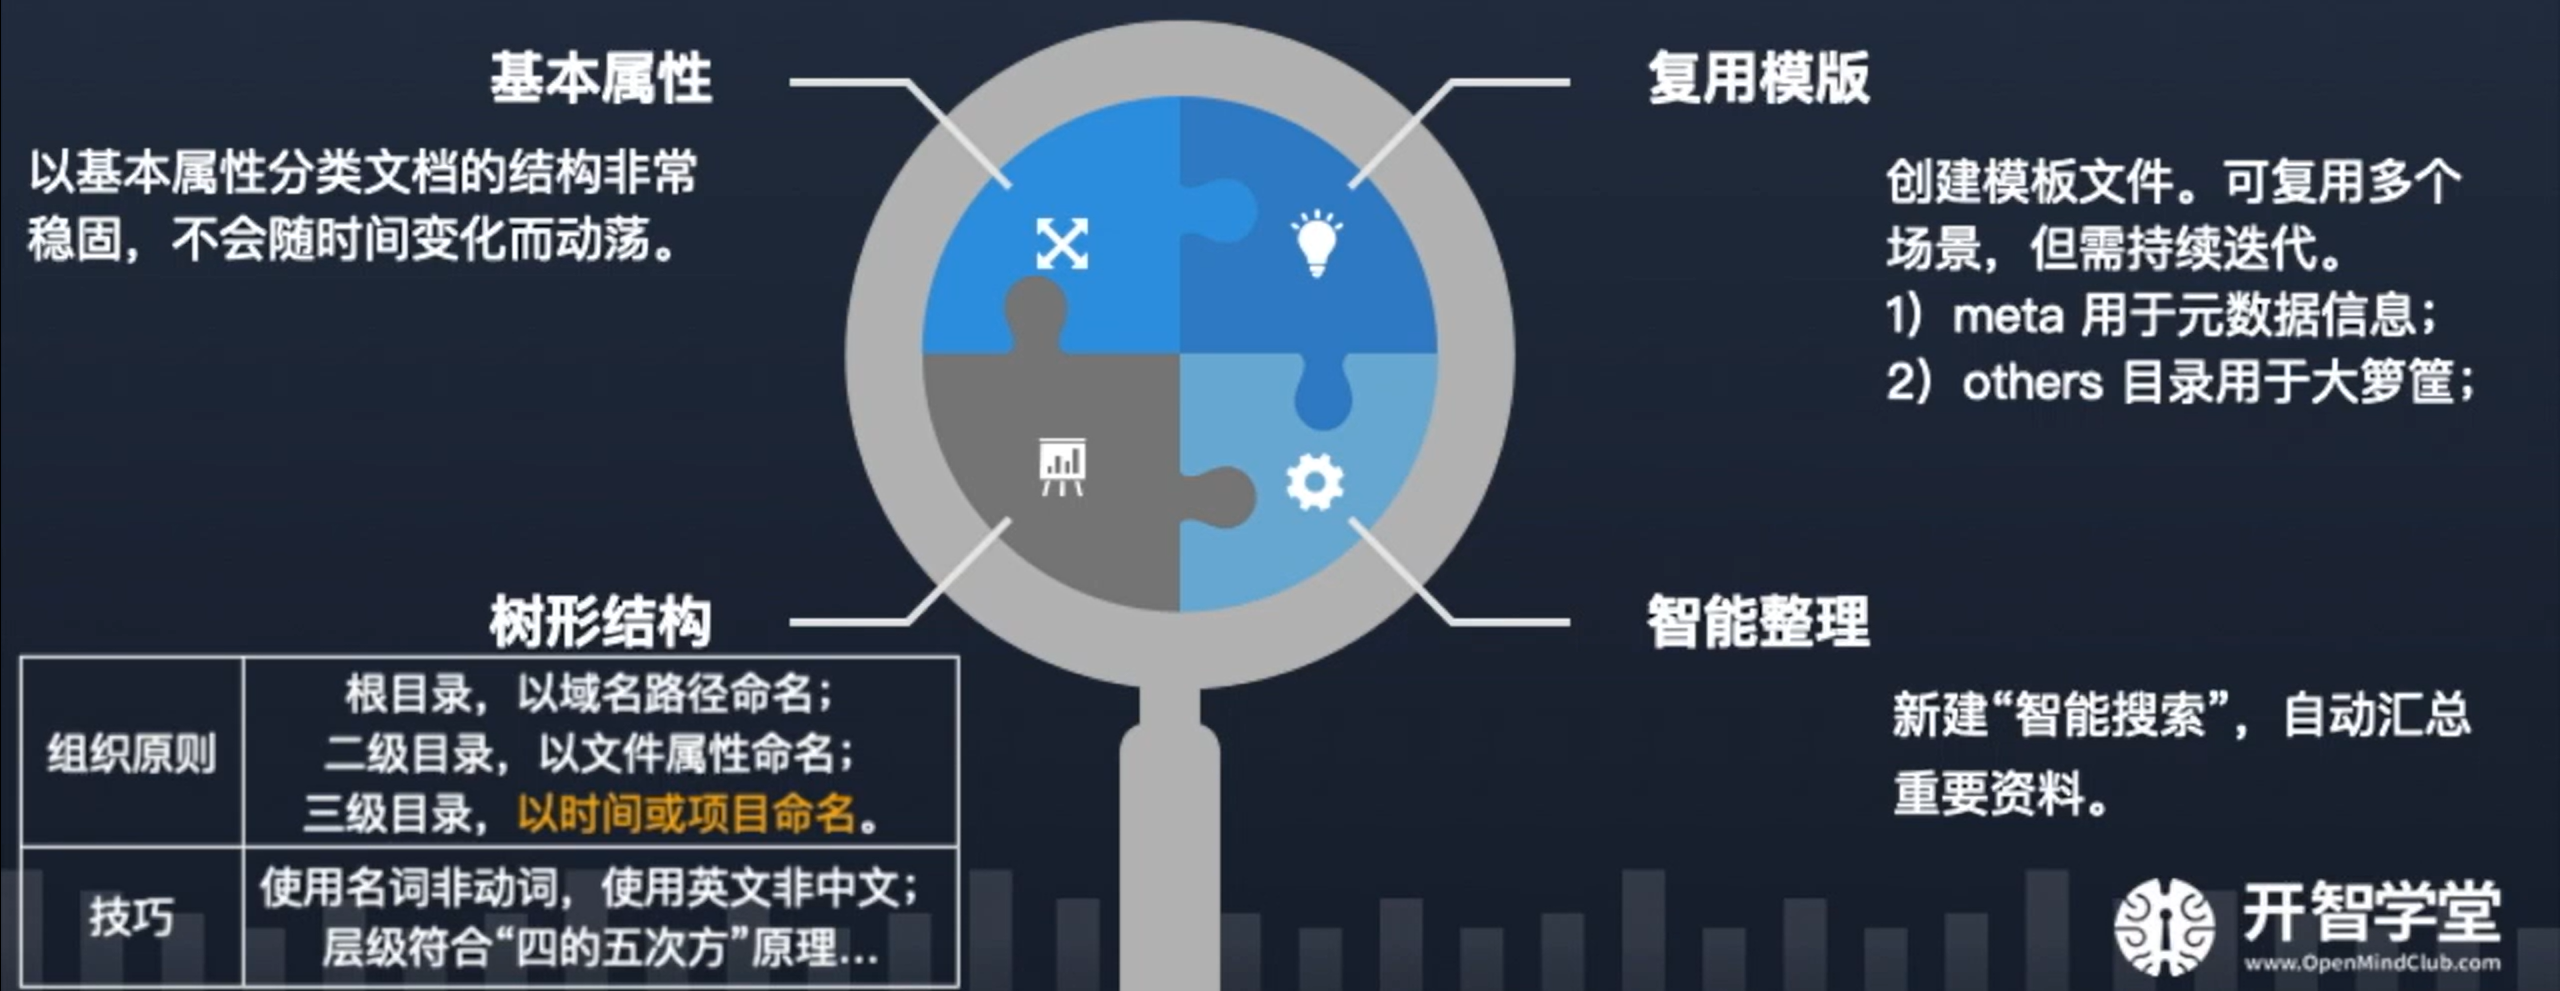 基本属性
以基本属性分类文档的结构非常
稳固，不会随时间变化而动荡。
复用模版
创建模板文件。可复用多个
场景，但需持续迭代。
1）meta 用于元数据信息；
2）others 目录用于大箩筐；
树形结构
组织原则
根目录，以域名路径命名；
二级目录，以文件属性命名；
三级目录，以时间或项目命名。
技巧
使用名词非动词，使用英文非中文；
层级符合“四的五次方”原理...
智能整理
新建“智能搜索”，自动汇总
重要资料。
开智学堂
www.OpenMindClub.com